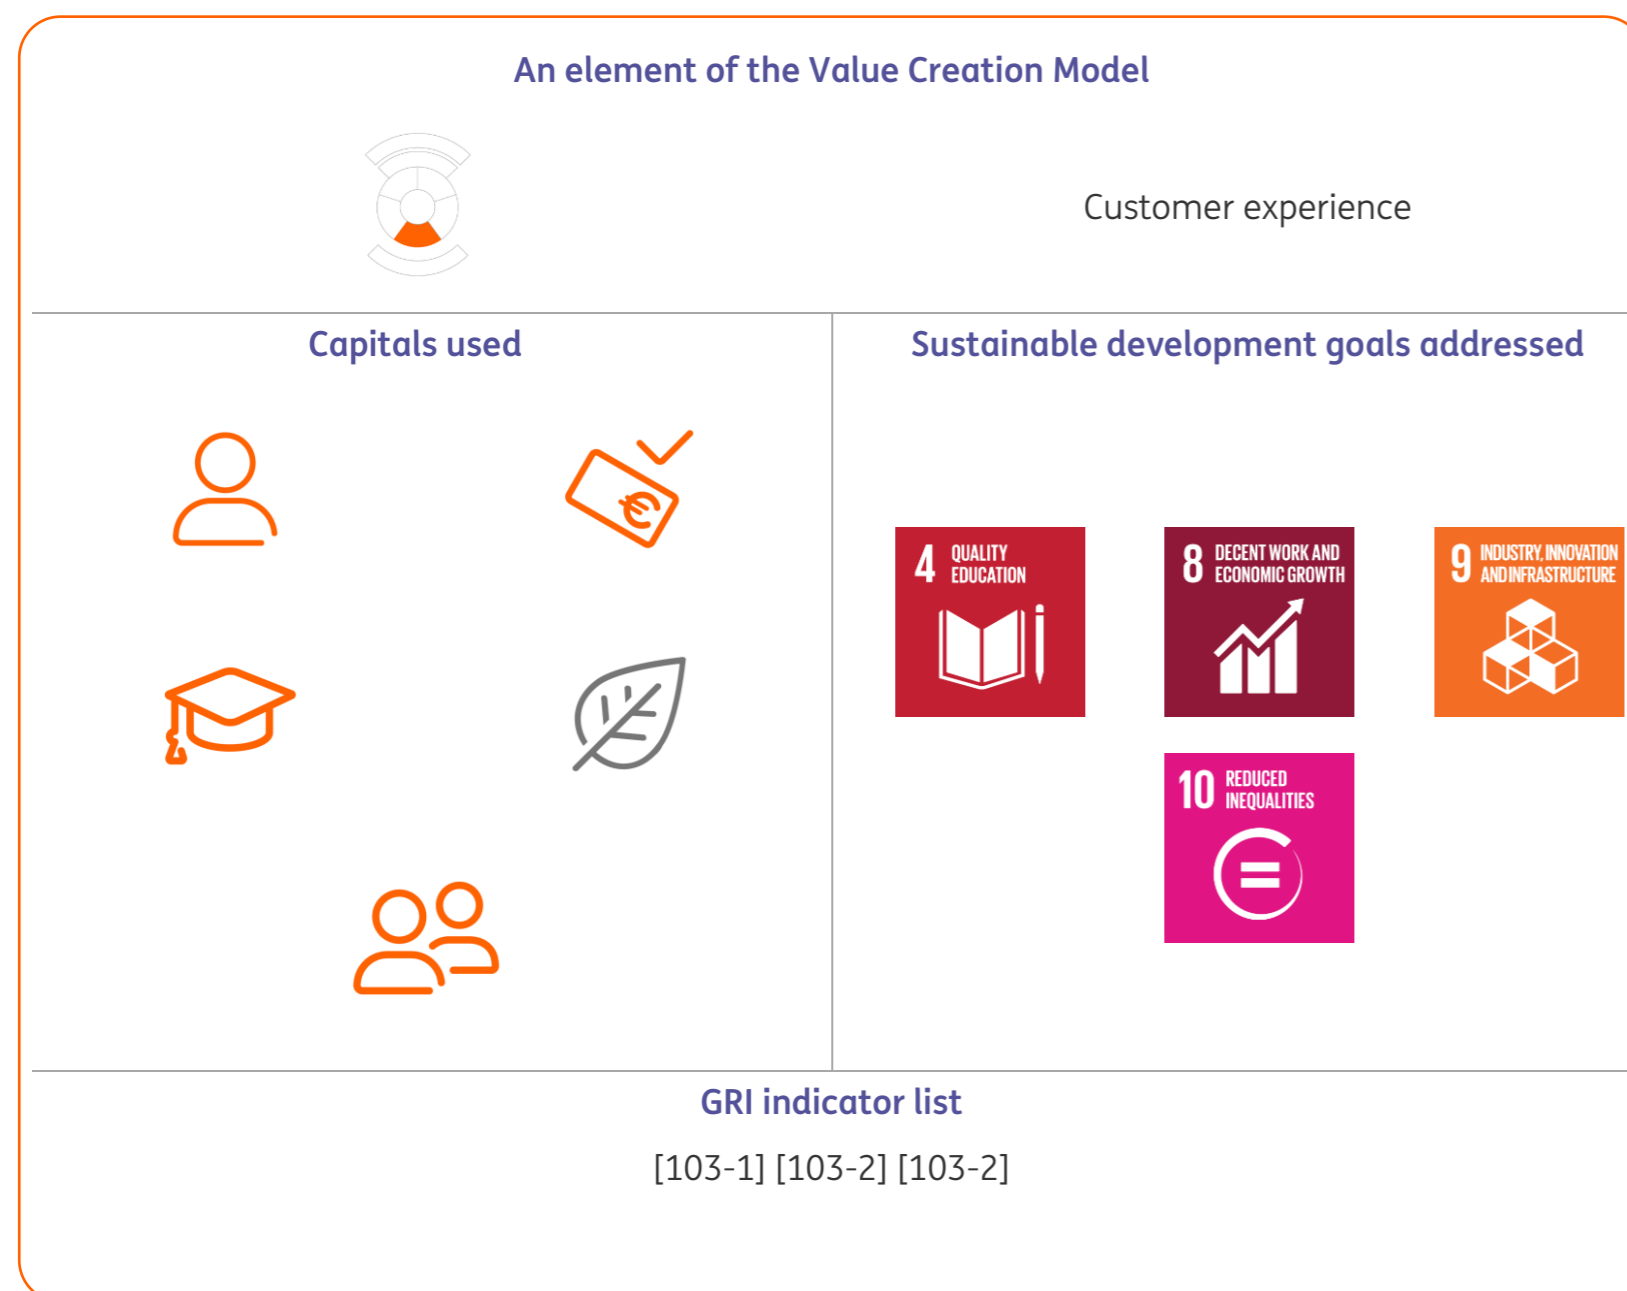 An element of the Value Creation Model
Customer experience
Capitals used
Sustainable development goals addressed
4 QUALITY
EDUCATION
8 DECENT WORK AND
ECONOMIC GROWTH
9 INDUSTRY, INNOVATION
AND INFRASTRUCTURE
10 REDUCED
INEQUALITIES
GRI indicator list
[103-1] [103-2] [103-2]